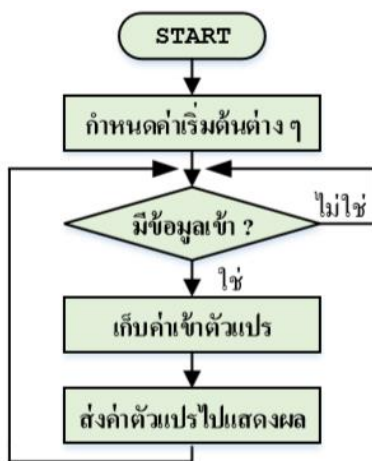 START
กำหนดค่าเริ่มต้นต่าง ๆ
มีข้อมูลเข้า ?
ไม่ใช่
ใช่
เก็บค่าเข้าตัวแปร
ส่งค่าตัวแปรไปแสดงผล